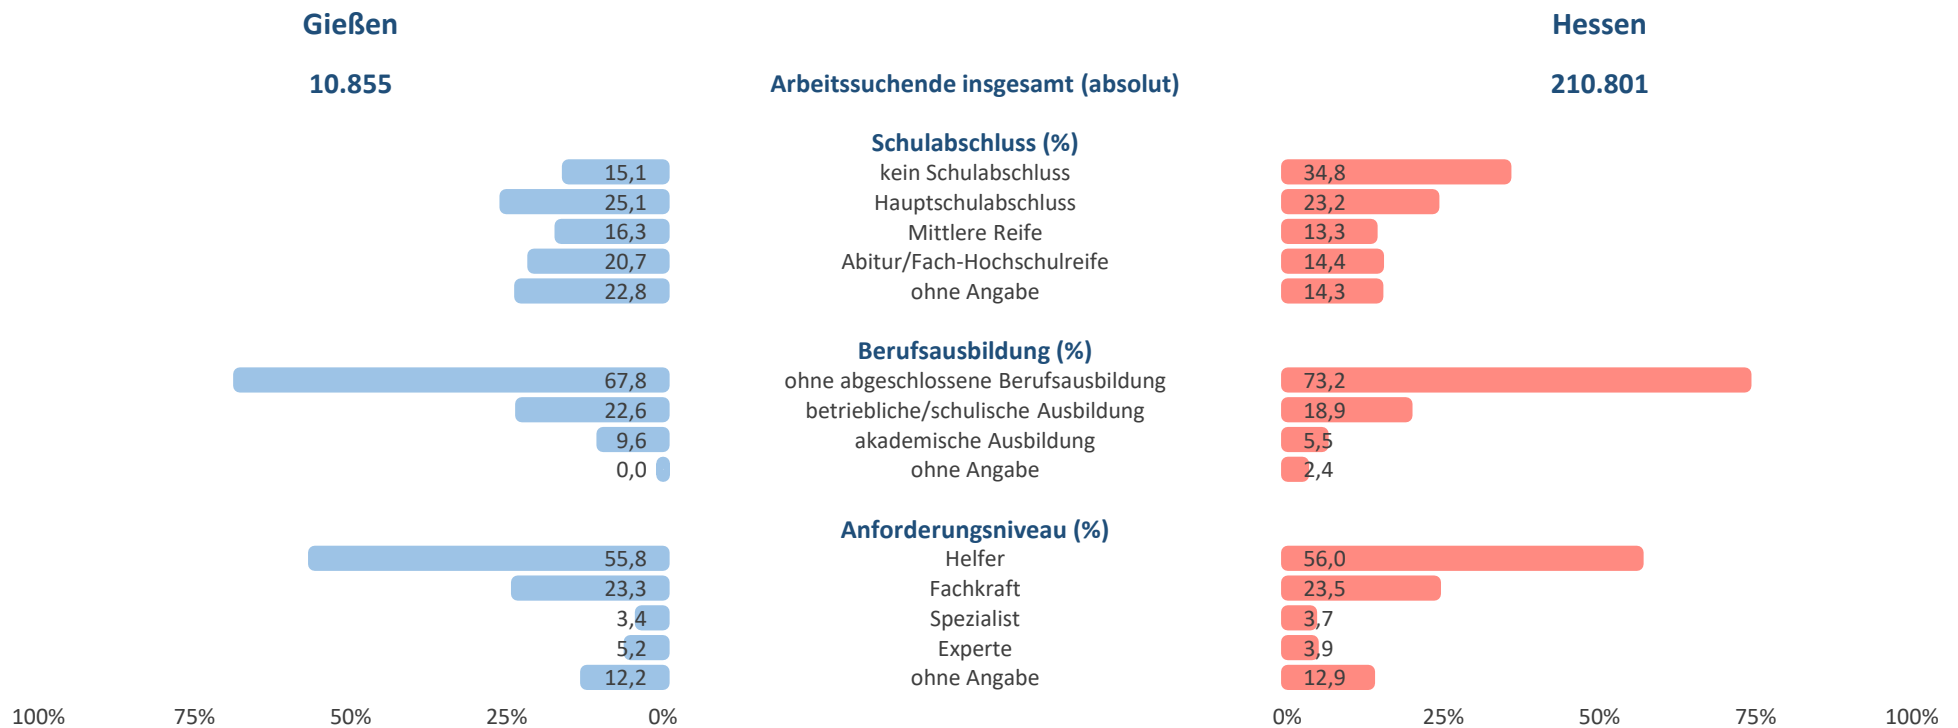 Gießen Hessen
10.855 Arbeitssuchende insgesamt (absolut) 210.801
Schulabschluss (%)
15,1 kein Schulabschluss 34,8
25,1 Hauptschulabschluss 23,2
16,3 Mittlere Reife 13,3
20,7 Abitur/Fach-Hochschulreife 14,4
22,8 ohne Angabe 14,3
Berufsausbildung (%)
67,8 ohne abgeschlossene Berufsausbildung 73,2
22,6 betriebliche/schulische Ausbildung 18,9
9,6 akademische Ausbildung 5,5
0,0 ohne Angabe 2,4
Anforderungsniveau (%)
55,8 Helfer 56,0
23,3 Fachkraft 23,5
3,4 Spezialist 3,7
5,2 Experte 3,9
12,2 ohne Angabe 12,9
100% 75% 50% 25% 0% 0% 25% 50% 75% 100%